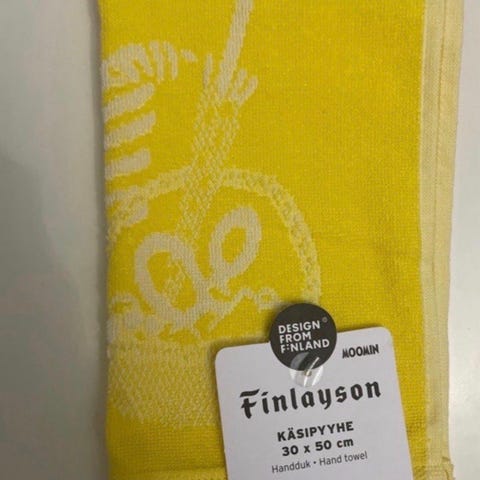 DESIGN
FROM
FINLAND
MOOMIN
Finlayson
KÄSIPYYHE
30 x 50 cm
Handduk • Hand towel